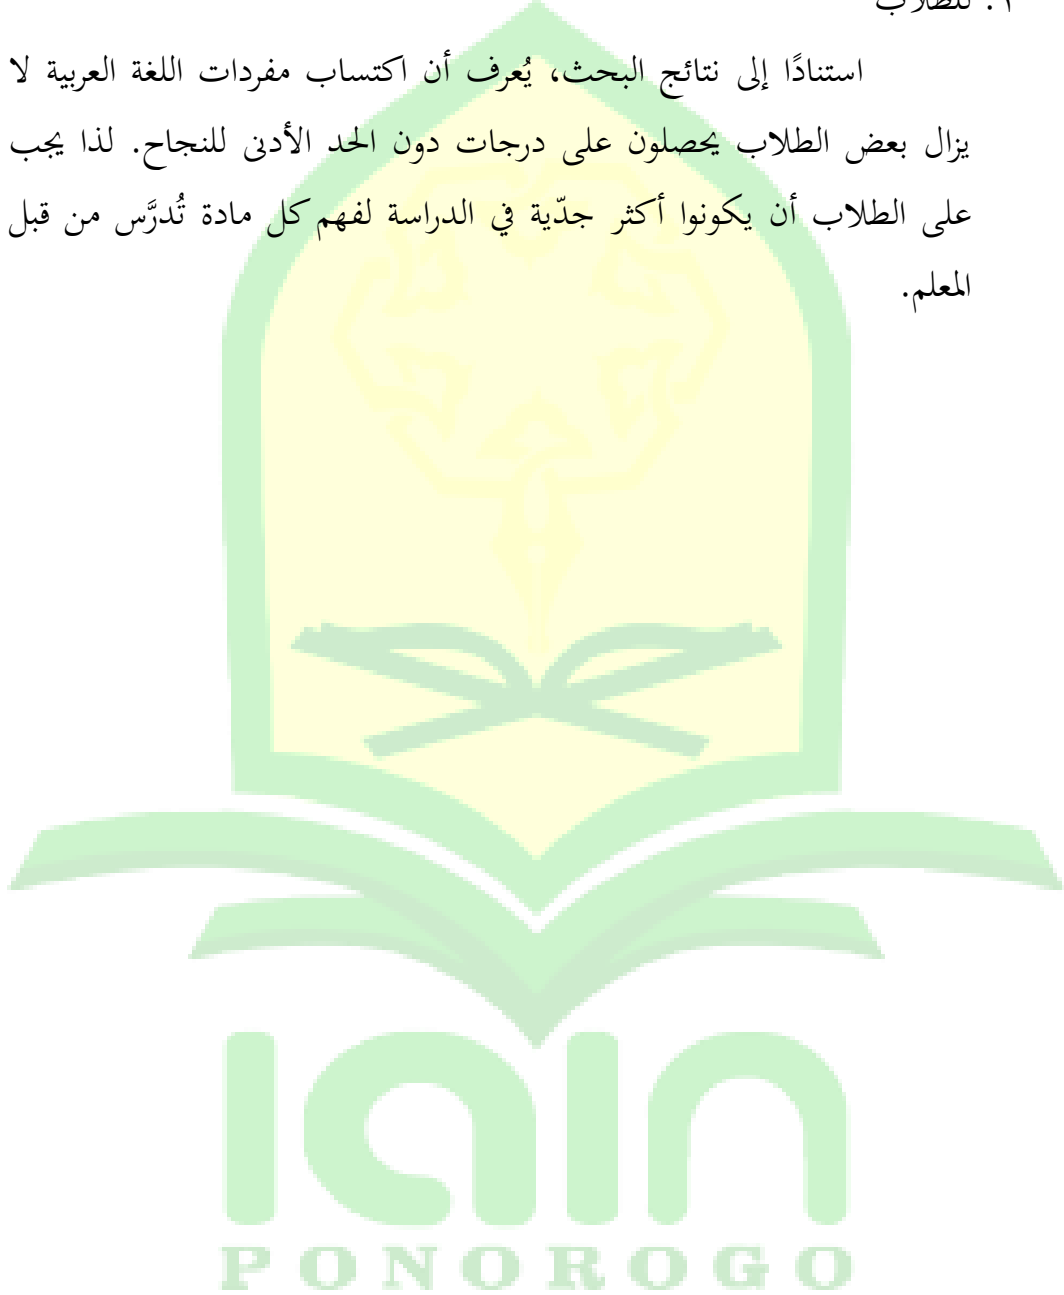 للطلاب
استنادًا إلى نتائج البحث، يُعرف أن اكتساب مفردات اللغة العربية لا
يزال بعض الطلاب يحصلون على درجات دون الحد الأدنى للنجاح. لذا يجب
على الطلاب أن يكونوا أكثر جدّية في الدراسة لفهم كل مادة تُدرَّس من قبل
المعلم.
iain
PONOROGO